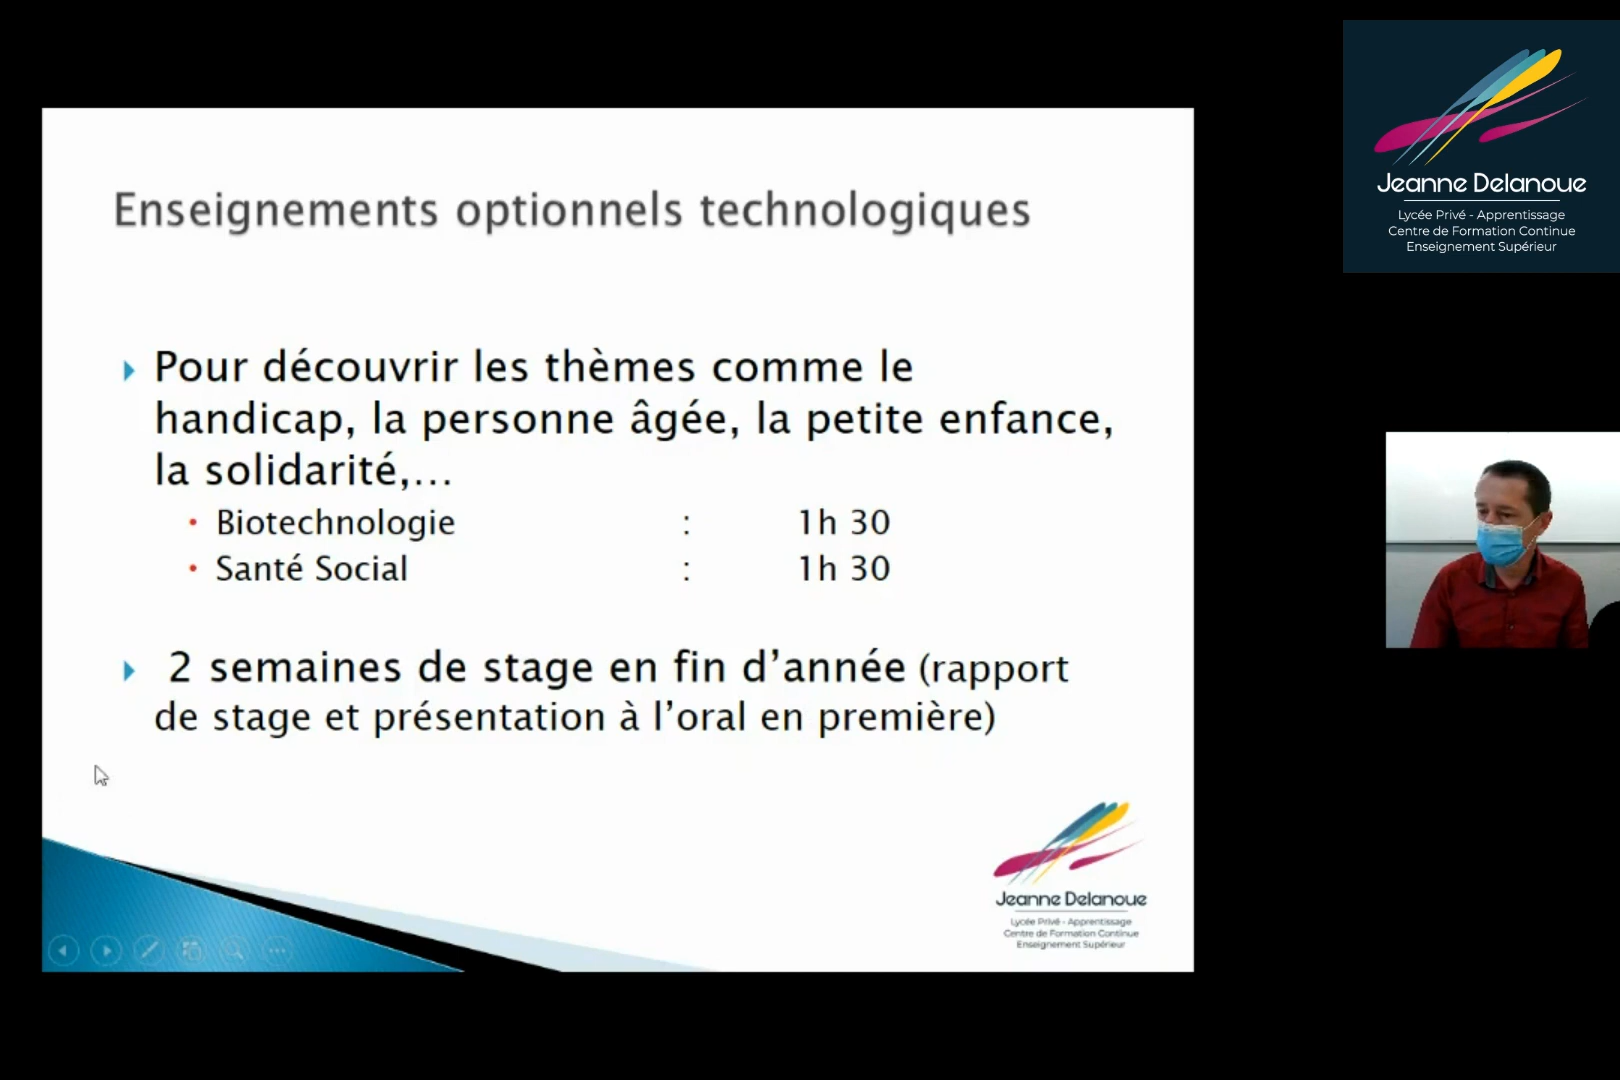 Enseignements optionnels technologiques
Pour découvrir les thèmes comme le
handicap, la personne âgée, la petite enfance,
la solidarité,...
Biotechnologie : 1h 30
Santé Social : 1h 30
2 semaines de stage en fin d’année (rapport
de stage et présentation à l’oral en première)
Jeanne Delanoue
Lycée Privé - Apprentissage
Centre de Formation Continue
Enseignement Supérieur
Jeanne Delanoue
Lycée Privé - Apprentissage
Centre de Formation Continue
Enseignement Supérieur